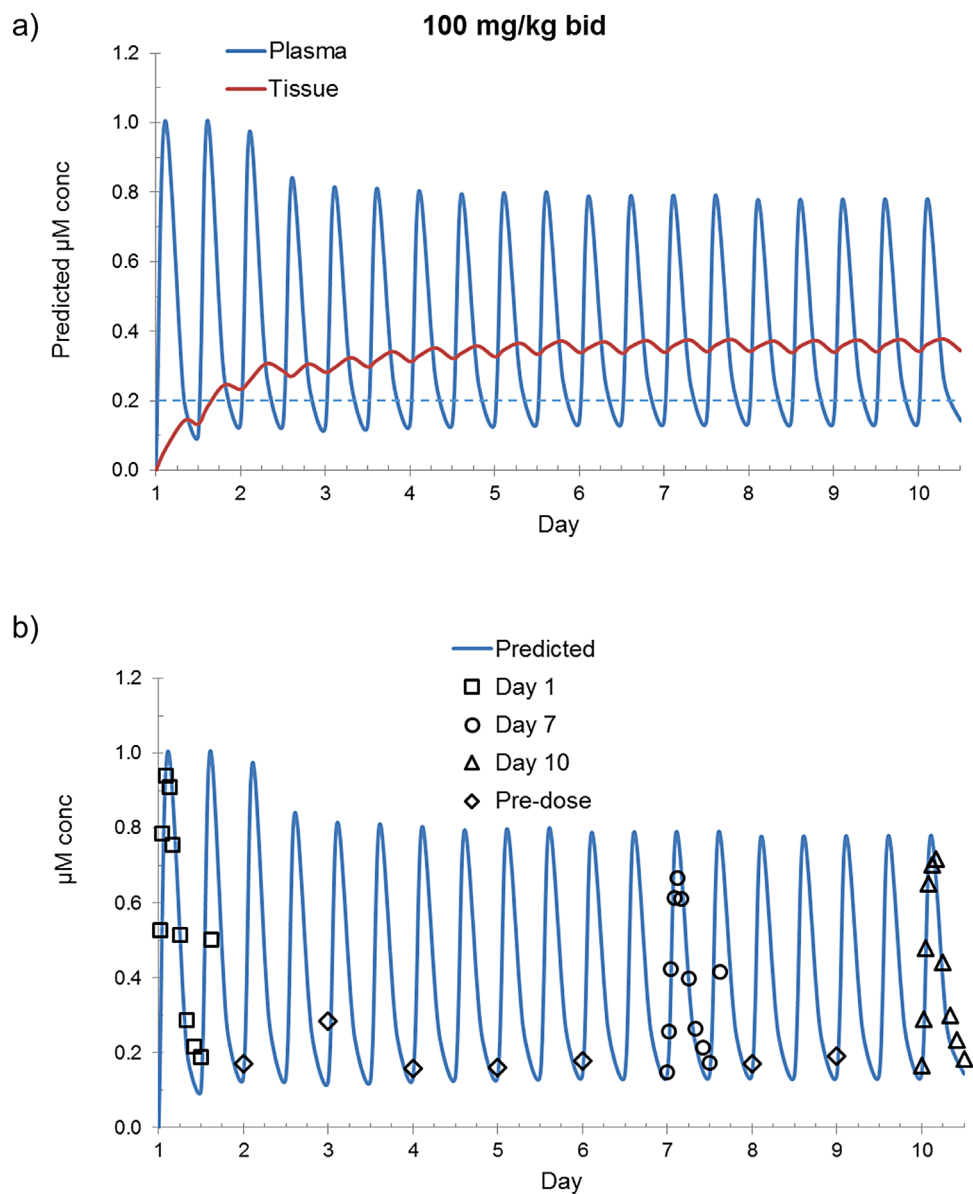 a)
100 mg/kg bid
Plasma
Tissue
Predicted µM conc
1.2
1.0
0.8
0.6
0.4
0.2
0.0
1 2 3 4 5 6 7 8 9 10
Day
b)
Predicted
Day 1
Day 7
Day 10
Pre-dose
µM conc
1.2
1.0
0.8
0.6
0.4
0.2
0.0
1 2 3 4 5 6 7 8 9 10
Day